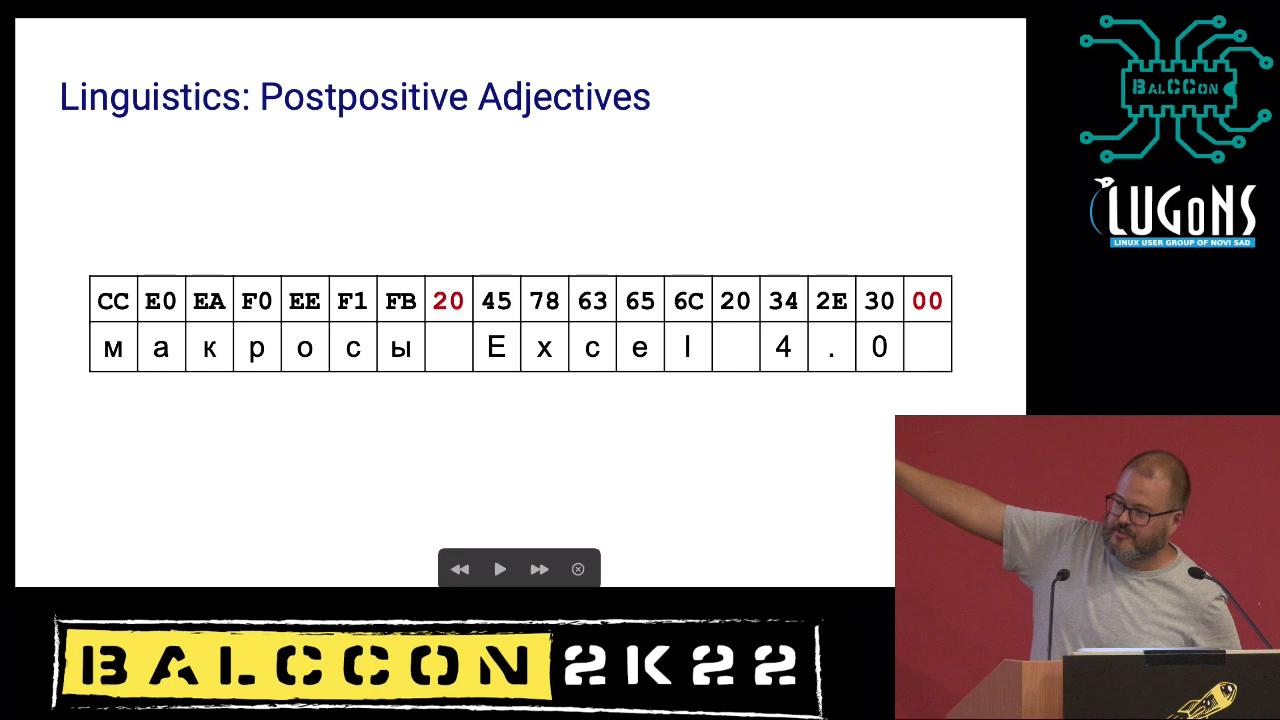 Linguistics: Postpositive Adjectives
CC E0 EA F0 EE F1 FB 20 45 78 63 65 6C 20 34 2E 30 00
м а к р о с ы E x c e l 4 . 0
BALCCON
LUGoNS
LINUX USER GROUP OF NOVI SAD
BALCCON 2K22